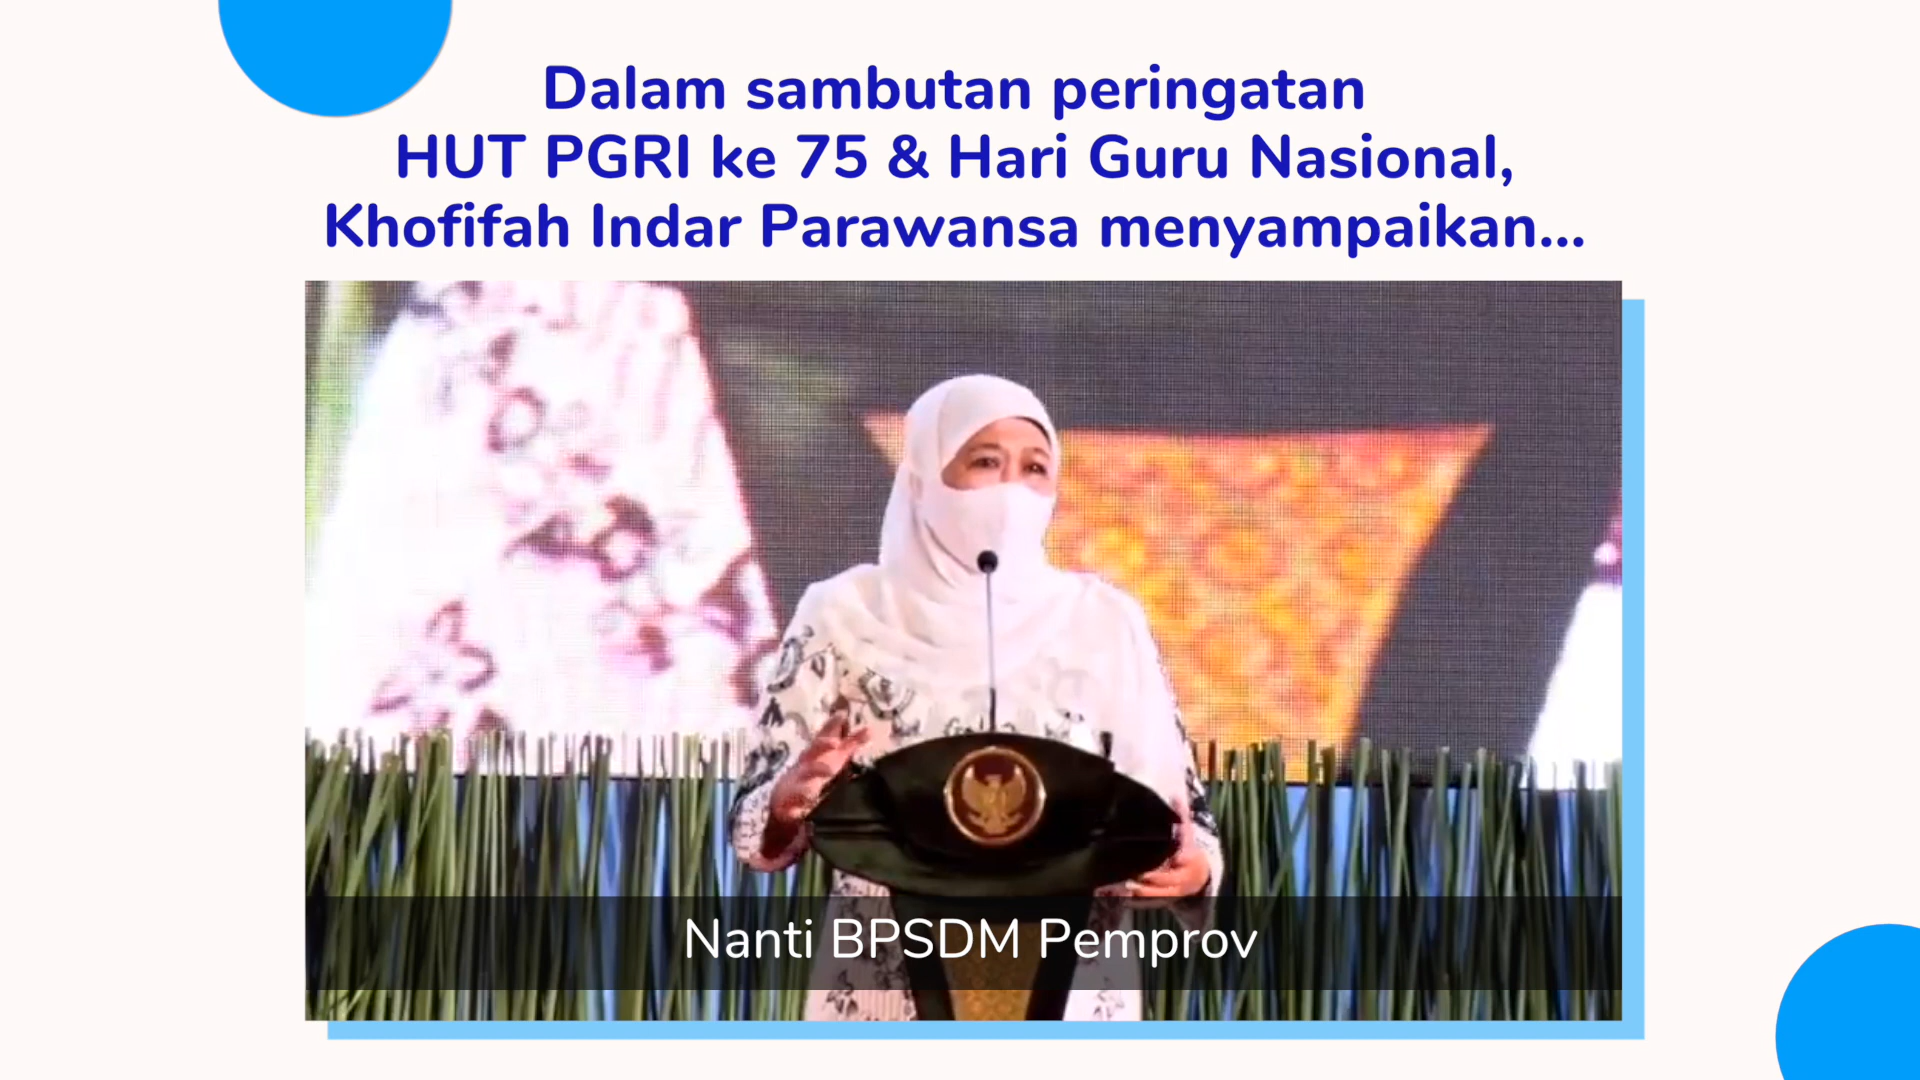 Dalam sambutan peringatan
HUT PGRI ke 75 & Hari Guru Nasional,
Khofifah Indar Parawansa menyampaikan...
Nanti BPSDM Pemprov